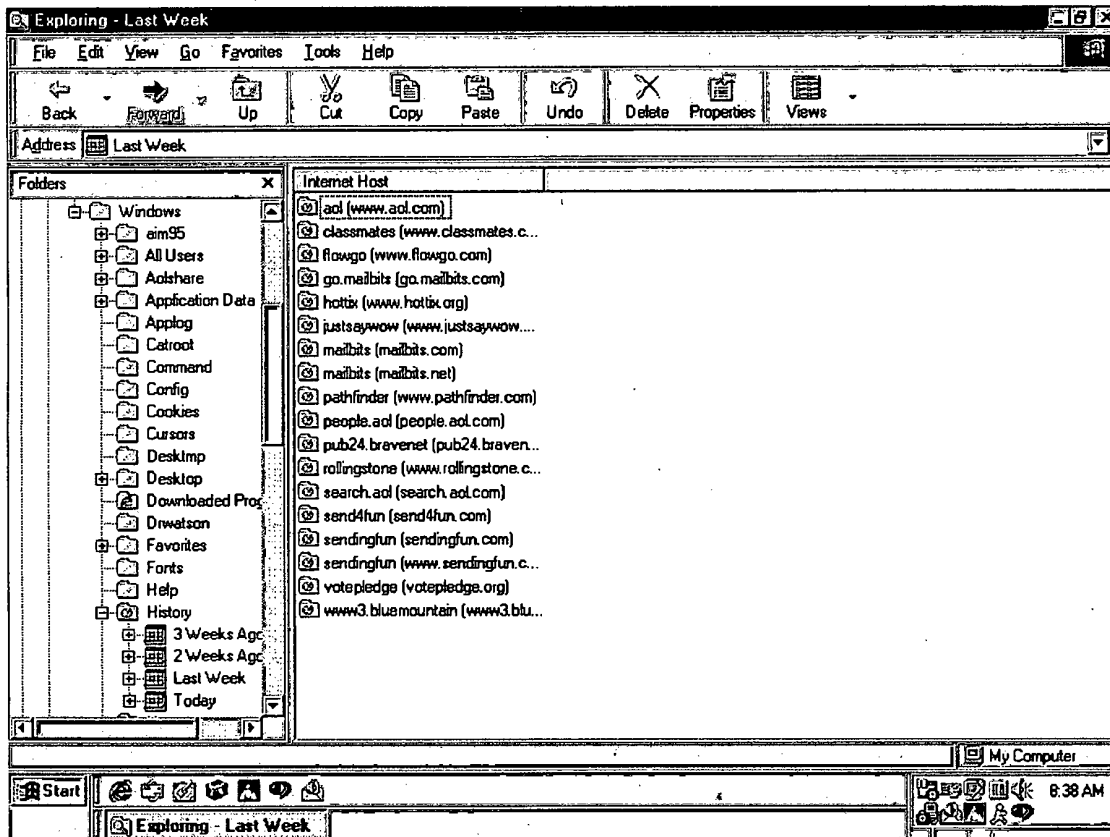 Exploring - Last Week
File Edit View Go Favorites Tools Help
Back Forward Up Cut Copy Paste Undo Delete Properties Views
Address Last Week
Folders
Windows
aim95
All Users
Aolshare
Application Data
Applog
Catroot
Command
Config
Cookies
Cursors
Desktmp
Desktop
Downloaded Prog
Drwatson
Favorites
Fonts
Help
History
3 Weeks Ago
2 Weeks Ago
Last Week
Today
Internet Host
aol (www.aol.com)
classmates (www.classmates.c...
flowgo (www.flowgo.com)
go.mailbits (go.mailbits.com)
hottix (www.hottix.org)
justsaywow (www.justsaywow....
mailbits (mailbits.com)
mailbits (mailbits.net)
pathfinder (www.pathfinder.com)
people.aol (people.aol.com)
pub24.bravenet (pub24.braven...
rollingstone (www.rollingstone.c...
search.aol (search.aol.com)
send4fun (send4fun.com)
sendingfun (sendingfun.com)
sendingfun (www.sendingfun.c...
votepledge (votepledge.org)
www3.bluemountain (www3.blu...
My Computer
Start
8:38 AM
Exploring - Last Week